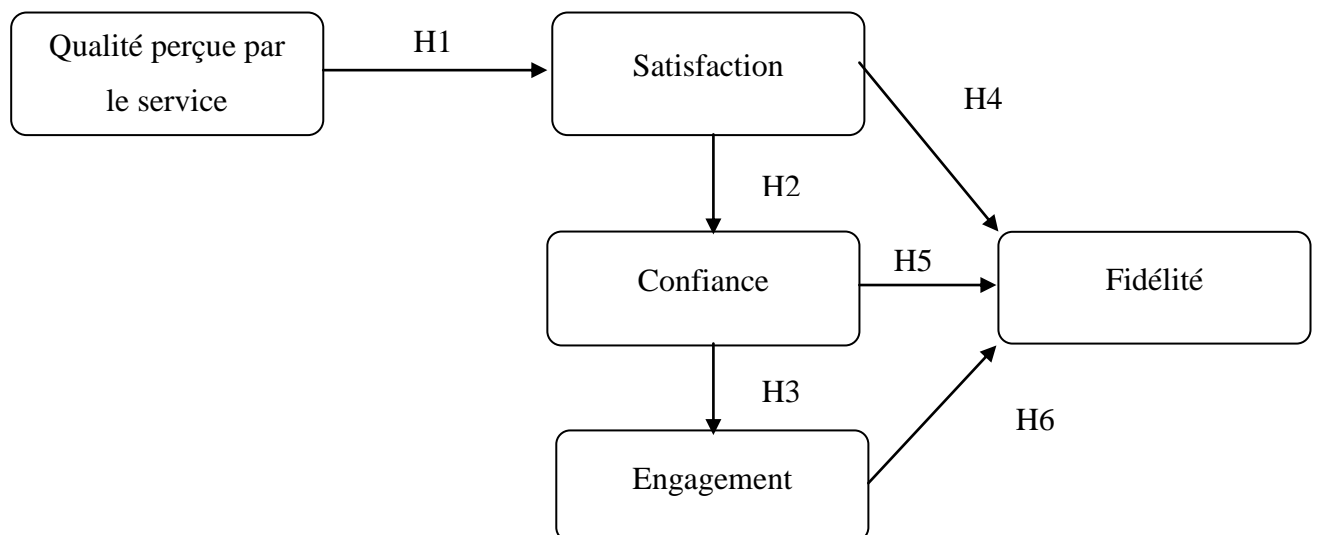 Qualité perçue par
le service
H1
Satisfaction
H4
H2
Confiance
H5
Fidélité
H3
H6
Engagement